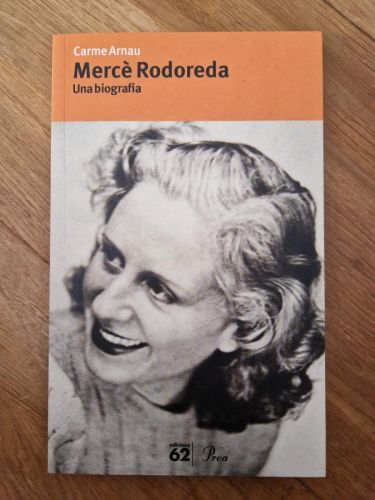 Carme Arnau
Mercè Rodoreda
Una biografia
edicions
62
Proa